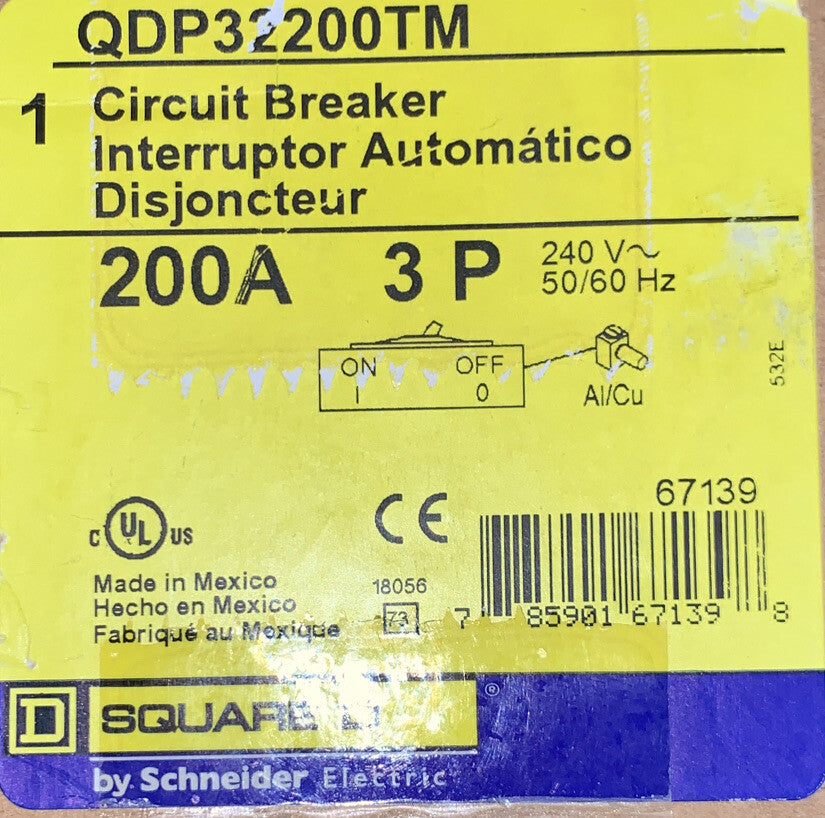 QDP32200TM
1 Circuit Breaker
Interruptor Automático
Disjoncteur
200A 3 P 240 V~
50/60 Hz
ON OFF
I 0
Al/Cu
532E
67139
C UL US
CE
Made in Mexico
Hecho en Mexico
Fabriqué au Mexique
18056
73
7 85901 67139 8
D SQUARE D ®
by Schneider Electric